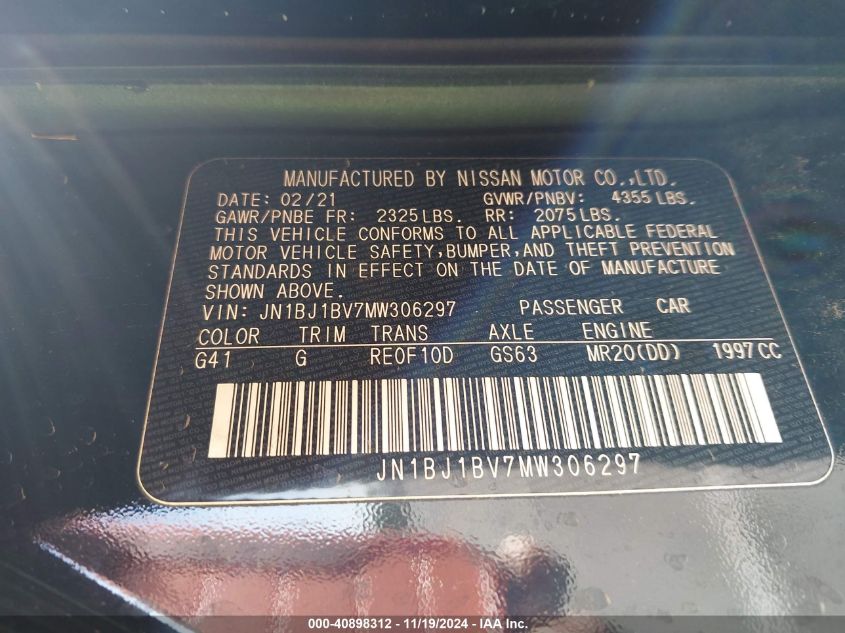 MANUFACTURED BY NISSAN MOTOR CO.,LTD.
DATE: 02/21 GVWR/PNBV: 4355 LBS.
GAWR/PNBE FR: 2325 LBS. RR: 2075 LBS.
THIS VEHICLE CONFORMS TO ALL APPLICABLE FEDERAL
MOTOR VEHICLE SAFETY, BUMPER, AND THEFT PREVENTION
STANDARDS IN EFFECT ON THE DATE OF MANUFACTURE
SHOWN ABOVE.
VIN: JN1BJ1BV7MW306297 PASSENGER CAR
COLOR TRIM TRANS AXLE ENGINE
G41 G RE0F10D GS63 MR20(DD) 1997CC
JN1BJ1BV7MW306297
000-40898312 - 11/19/2024 - IAA Inc.